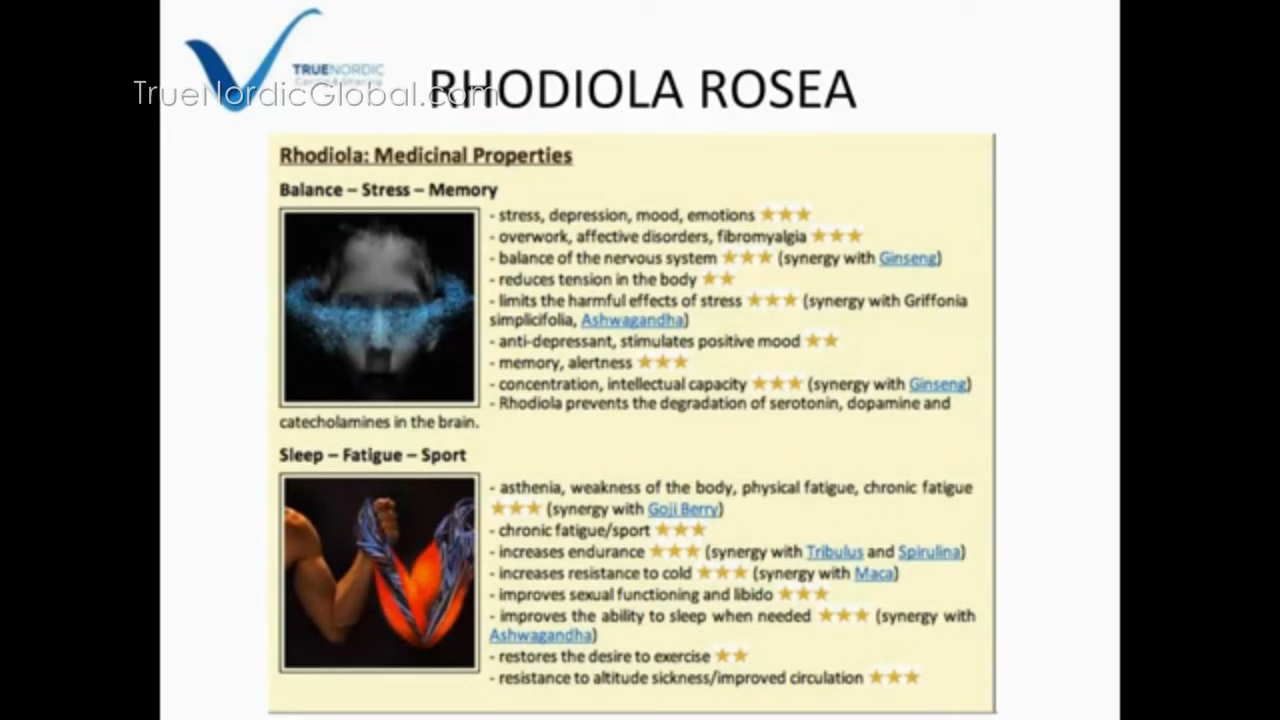 TRUENORDIC
Caring & Sharing
TrueNordicGlobal.com
RHODIOLA ROSEA
Rhodiola: Medicinal Properties
Balance – Stress – Memory
- stress, depression, mood, emotions ★★★
- overwork, affective disorders, fibromyalgia ★★★
- balance of the nervous system ★★★ (synergy with Ginseng)
- reduces tension in the body ★★
- limits the harmful effects of stress ★★★ (synergy with Griffonia
simplicifolia, Ashwagandha)
- anti-depressant, stimulates positive mood ★★
- memory, alertness ★★★
- concentration, intellectual capacity ★★★ (synergy with Ginseng)
- Rhodiola prevents the degradation of serotonin, dopamine and
catecholamines in the brain.
Sleep – Fatigue – Sport
- asthenia, weakness of the body, physical fatigue, chronic fatigue
★★★ (synergy with Goji Berry)
- chronic fatigue/sport ★★★
- increases endurance ★★★ (synergy with Tribulus and Spirulina)
- increases resistance to cold ★★★ (synergy with Maca)
- improves sexual functioning and libido ★★★
- improves the ability to sleep when needed ★★★ (synergy with
Ashwagandha)
- restores the desire to exercise ★★
- resistance to altitude sickness/improved circulation ★★★